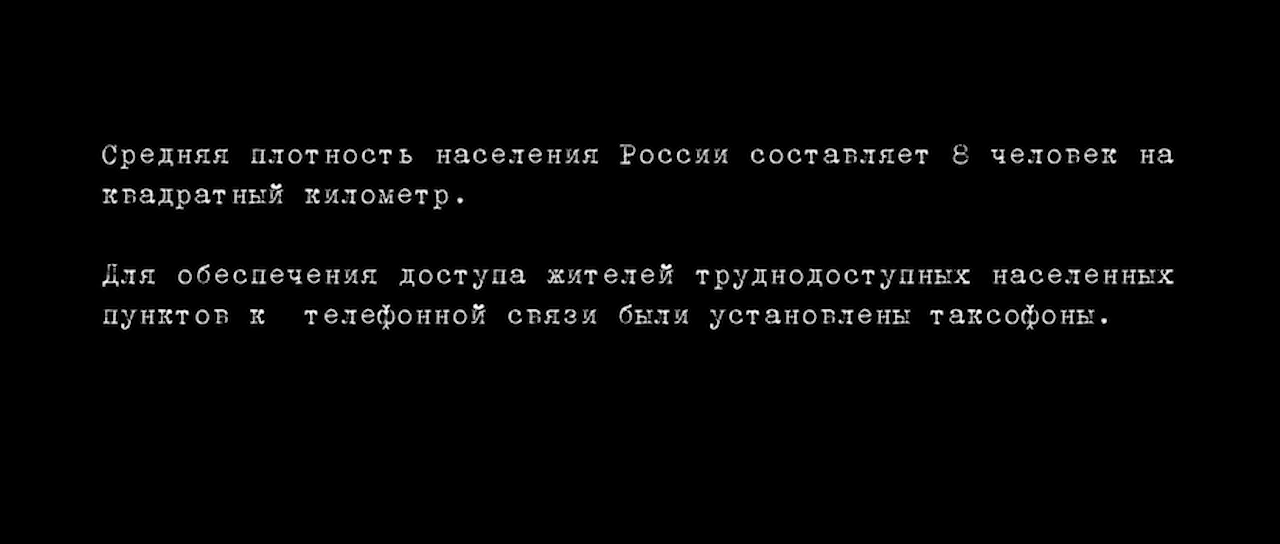 Средняя плотность населения России составляет 8 человек на
квадратный километр.
Для обеспечения доступа жителей труднодоступных населенных
пунктов к телефонной связи были установлены таксофоны.